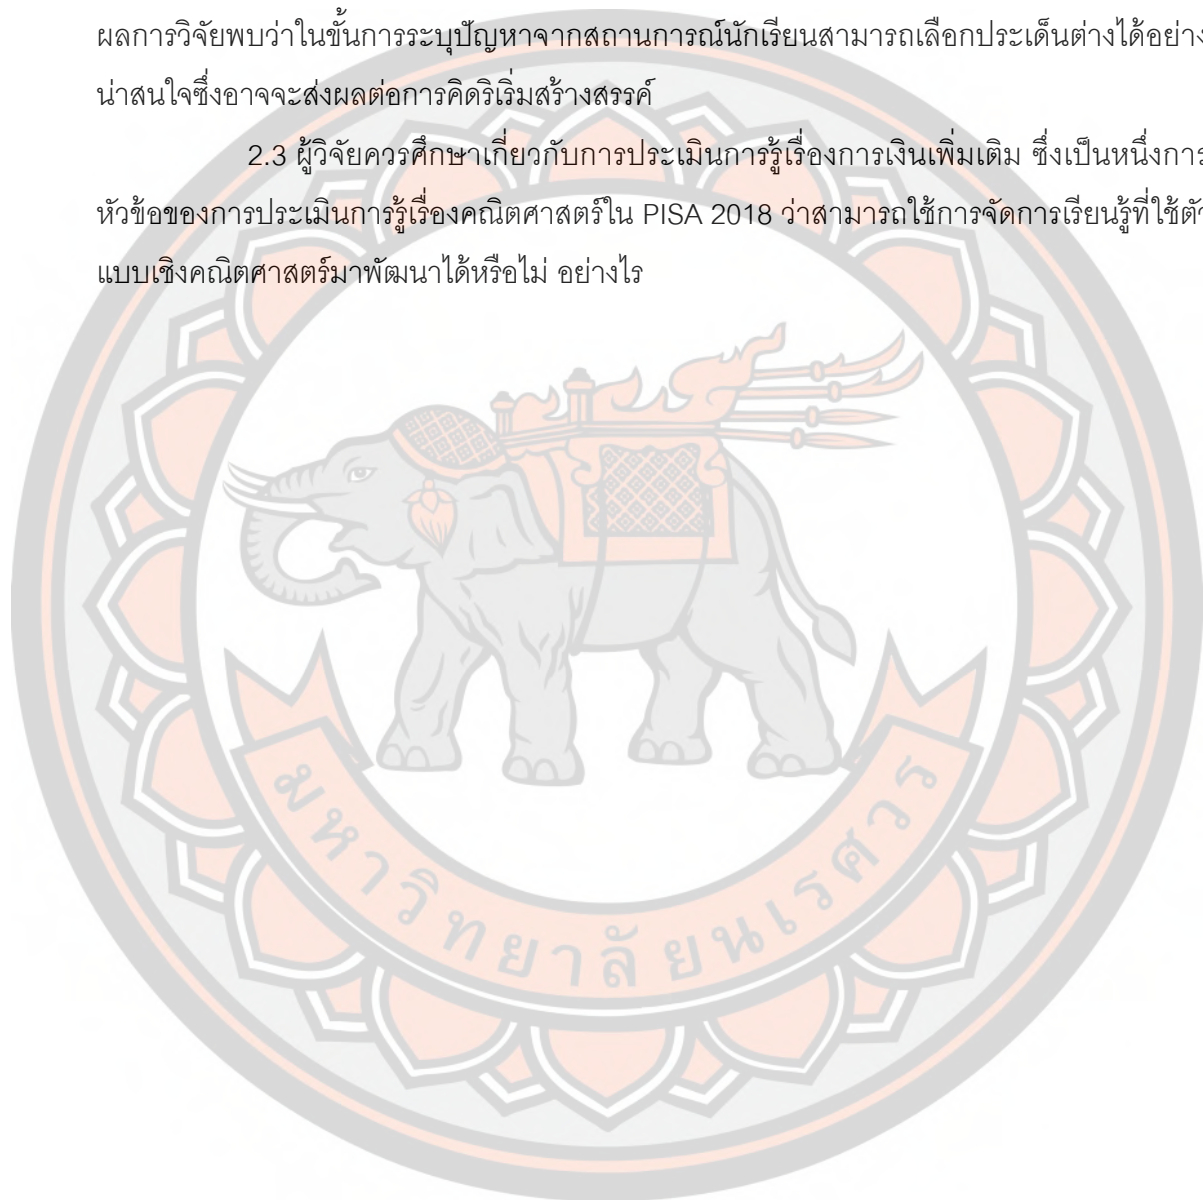 ผลการวิจัยพบว่าในขั้นการระบุปัญหาจากสถานการณ์นักเรียนสามารถเลือกประเด็นต่างได้อย่าง
น่าสนใจซึ่งอาจจะส่งผลต่อการคิดริเริ่มสร้างสรรค์
2.3 ผู้วิจัยควรศึกษาเกี่ยวกับการประเมินการรู้เรื่องการเงินเพิ่มเติม ซึ่งเป็นหนึ่งการ
หัวข้อของการประเมินการรู้เรื่องคณิตศาสตร์ใน PISA 2018 ว่าสามารถใช้การจัดการเรียนรู้ที่ใช้ตัว
แบบเชิงคณิตศาสตร์มาพัฒนาได้หรือไม่ อย่างไร
มหาวิทยาลัยนเรศวร